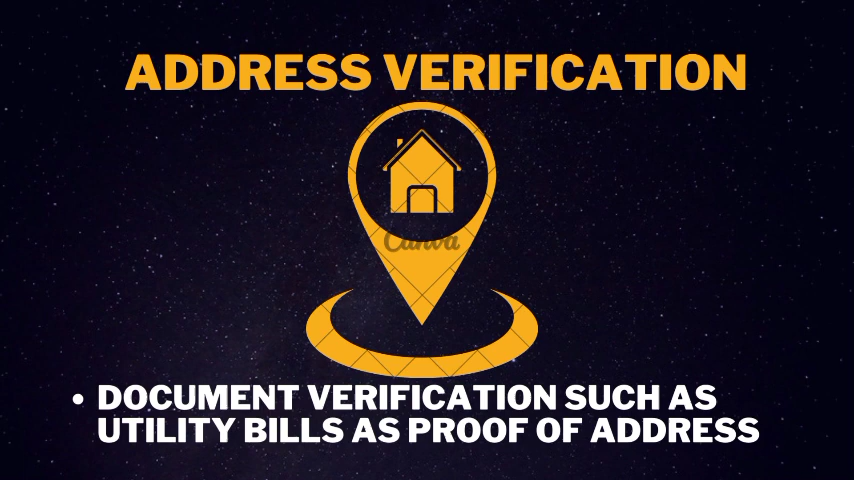 ADDRESS VERIFICATION
Canva
• DOCUMENT VERIFICATION SUCH AS
UTILITY BILLS AS PROOF OF ADDRESS